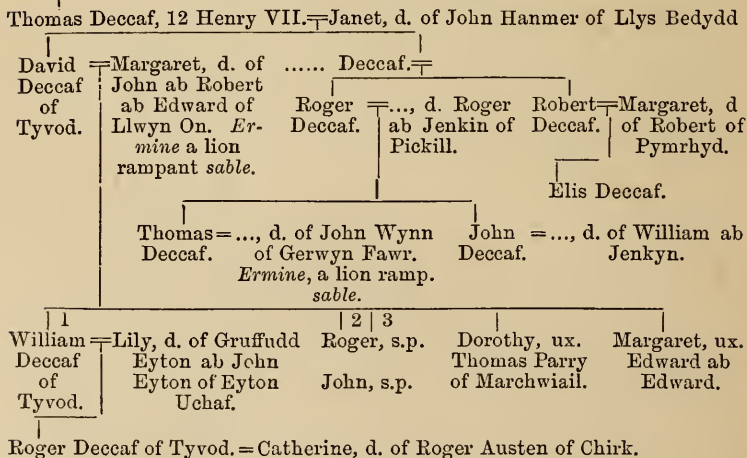 Thomas Deccaf, 12 Henry VII.=Janet, d. of John Hanmer of Llys Bedydd
David =Margaret, d. of ...... Deccaf.=
Deccaf John ab Robert
of ab Edward of Roger =..., d. Roger Robert=Margaret, d
Tyvod. Llwyn On. Er- Deccaf. ab Jenkin of Deccaf. of Robert of
mine a lion Pickill. Pymrhyd.
rampant sable.
Elis Deccaf.
Thomas=..., d. of John Wynn John =..., d. of William ab
Deccaf. of Gerwyn Fawr. Deccaf. Jenkyn.
Ermine, a lion ramp.
sable.
1 2 3
William=Lily, d. of Gruffudd Roger, s.p. Dorothy, ux. Margaret, ux.
Deccaf Eyton ab John Thomas Parry Edward ab
of Eyton of Eyton John, s.p. of Marchwiail. Edward.
Tyvod. Uchaf.
Roger Deccaf of Tyvod.=Catherine, d. of Roger Austen of Chirk.